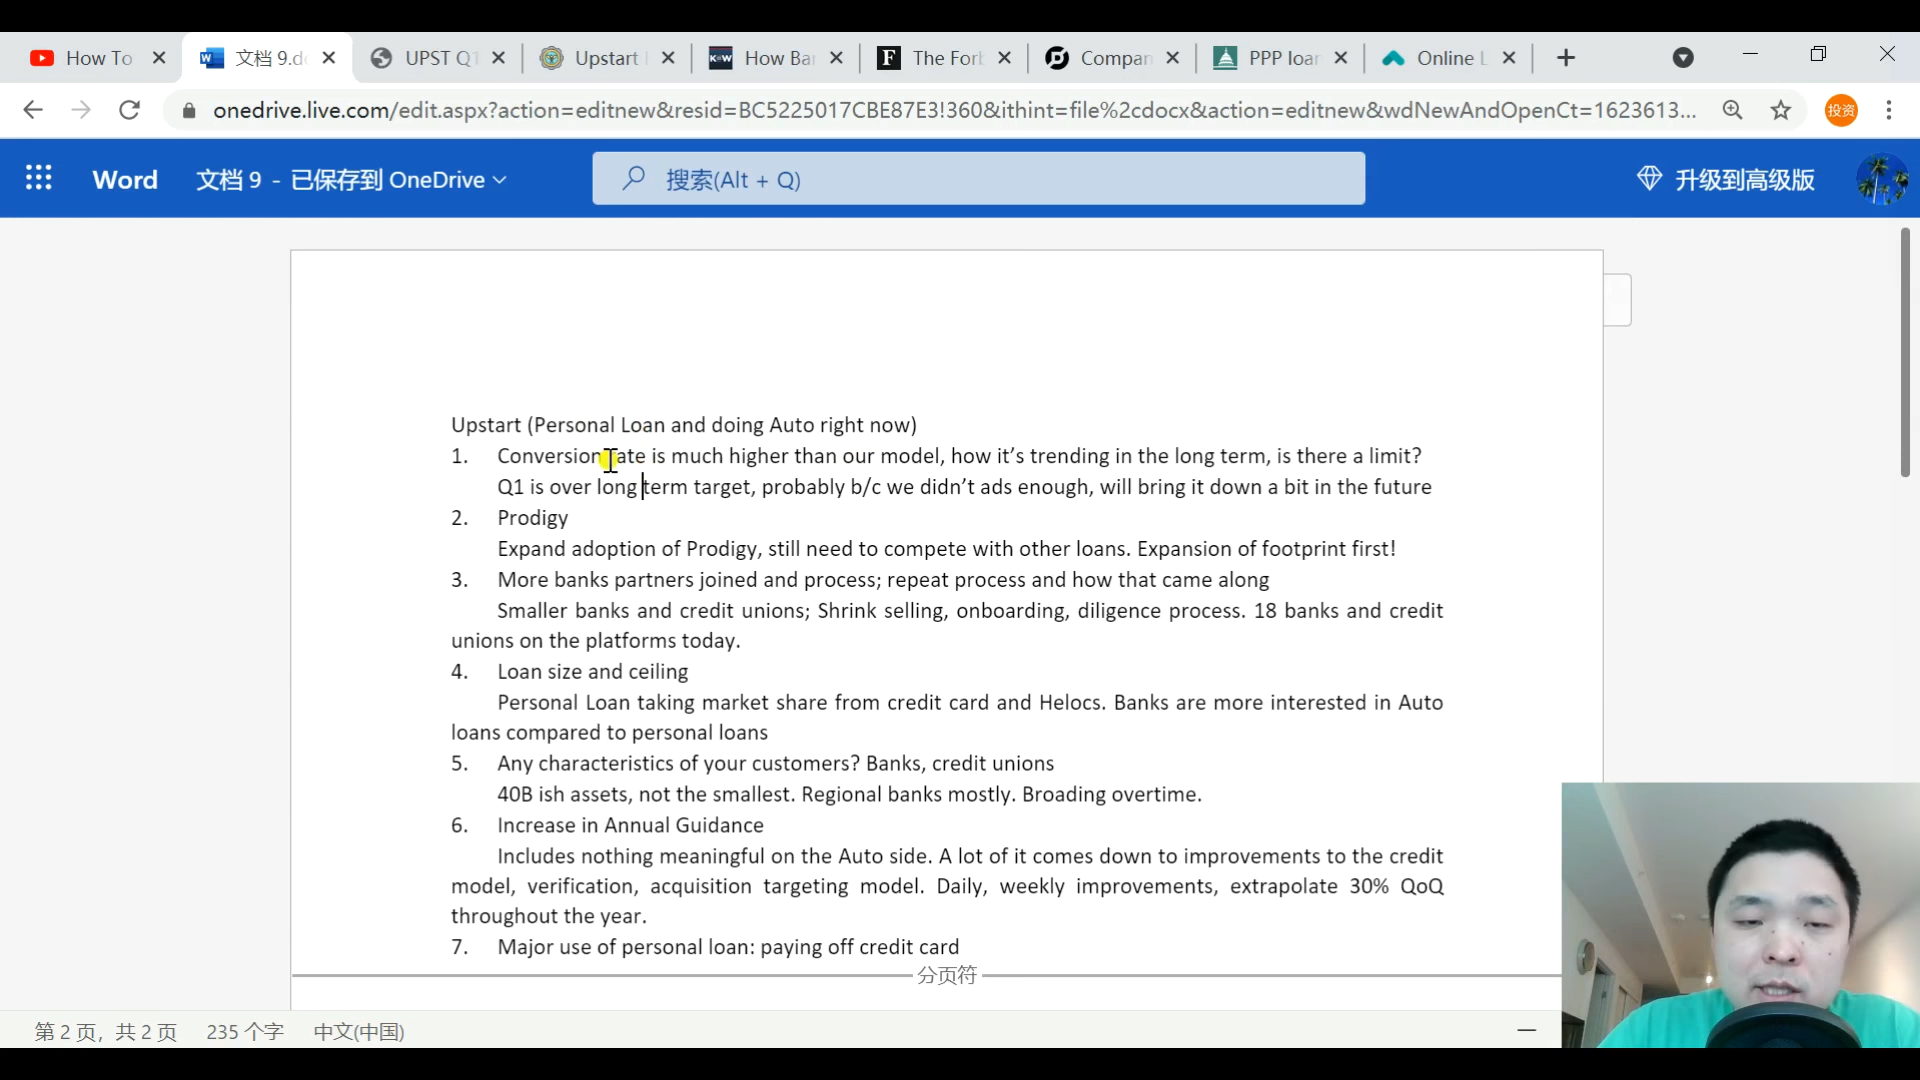 How To
文档 9.d
UPST Q1
Upstart
How Ba
The For
Compan
PPP loan
Online L
onedrive.live.com/edit.aspx?action=editnew&resid=BC5225017CBE87E3!360&ithint=file%2cdocx&action=editnew&wdNewAndOpenCt=1623613...
投资
Word
文档 9 - 已保存到 OneDrive
搜索(Alt + Q)
升级到高级版
Upstart (Personal Loan and doing Auto right now)
1. Conversion rate is much higher than our model, how it’s trending in the long term, is there a limit?
Q1 is over long term target, probably b/c we didn’t ads enough, will bring it down a bit in the future
2. Prodigy
Expand adoption of Prodigy, still need to compete with other loans. Expansion of footprint first!
3. More banks partners joined and process; repeat process and how that came along
Smaller banks and credit unions; Shrink selling, onboarding, diligence process. 18 banks and credit
unions on the platforms today.
4. Loan size and ceiling
Personal Loan taking market share from credit card and Helocs. Banks are more interested in Auto
loans compared to personal loans
5. Any characteristics of your customers? Banks, credit unions
40B ish assets, not the smallest. Regional banks mostly. Broading overtime.
6. Increase in Annual Guidance
Includes nothing meaningful on the Auto side. A lot of it comes down to improvements to the credit
model, verification, acquisition targeting model. Daily, weekly improvements, extrapolate 30% QoQ
throughout the year.
7. Major use of personal loan: paying off credit card
分页符
第 2 页，共 2 页 235 个字 中文(中国)